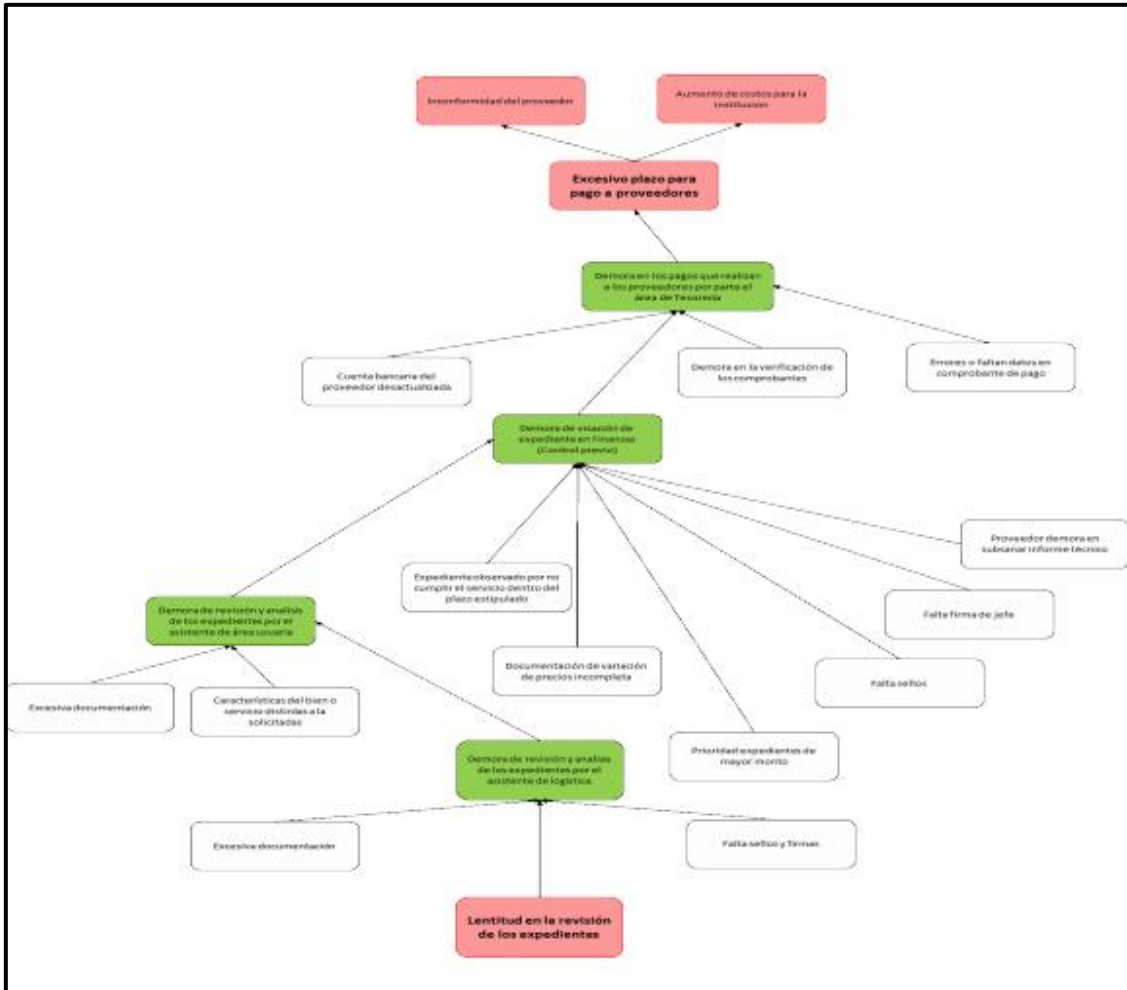 Inconformidad del proveedor
Aumento de costos para la
institución
Excesivo plazo para
pago a proveedores
Demora en los pagos que realizan
a los proveedores por parte el
Área de Tesorería
Cuenta bancaria del
proveedor desactualizada
Demora en la verificación de
los comprobantes
Errores o faltan datos en
comprobante de pago
Demora de visación de
expediente en Finanzas
(Control previo)
Proveedor demora en
subsanar informe técnico
Expediente observado por no
cumplir el servicio dentro del
plazo estipulado
Falta firma de jefe
Demora de revisión y analisis
de los expedientes por el
asistente de área usuaria
Documentación de variación
de precios incompleta
Falta sellos
Excesiva documentación
Características del bien o
servicio distintas a la
solicitadas
Prioridad expedientes de
mayor monto
Demora de revisión y analisis
de los expedientes por el
asistente de logística
Excesiva documentación
Falta sellos y firmas
Lentitud en la revisión
de los expedientes